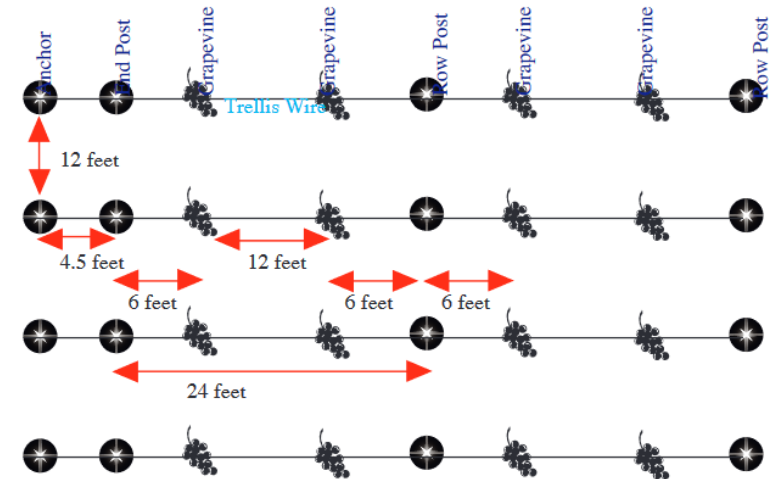 Anchor
End Post
Grapevine
Grapevine
Row Post
Grapevine
Grapevine
Row Post
Trellis Wire
12 feet
4.5 feet
12 feet
6 feet
6 feet
6 feet
24 feet